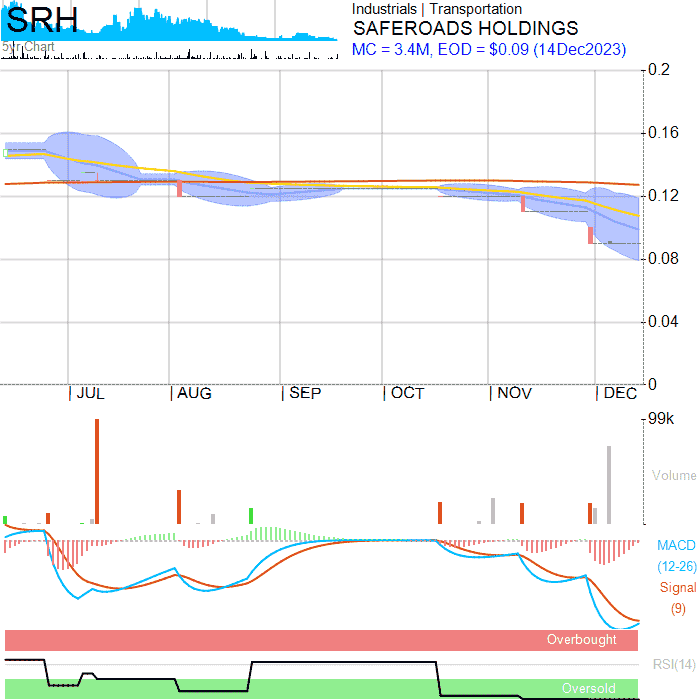 SRH
5yr Chart
Industrials | Transportation
SAFEROADS HOLDINGS
MC = 3.4M, EOD = $0.09 (14Dec2023)
0.2
0.16
0.12
0.08
0.04
0
| JUL | AUG | SEP | OCT | NOV | DEC
99k
Volume
MACD
(12-26)
Signal
(9)
Overbought
RSI(14)
Oversold